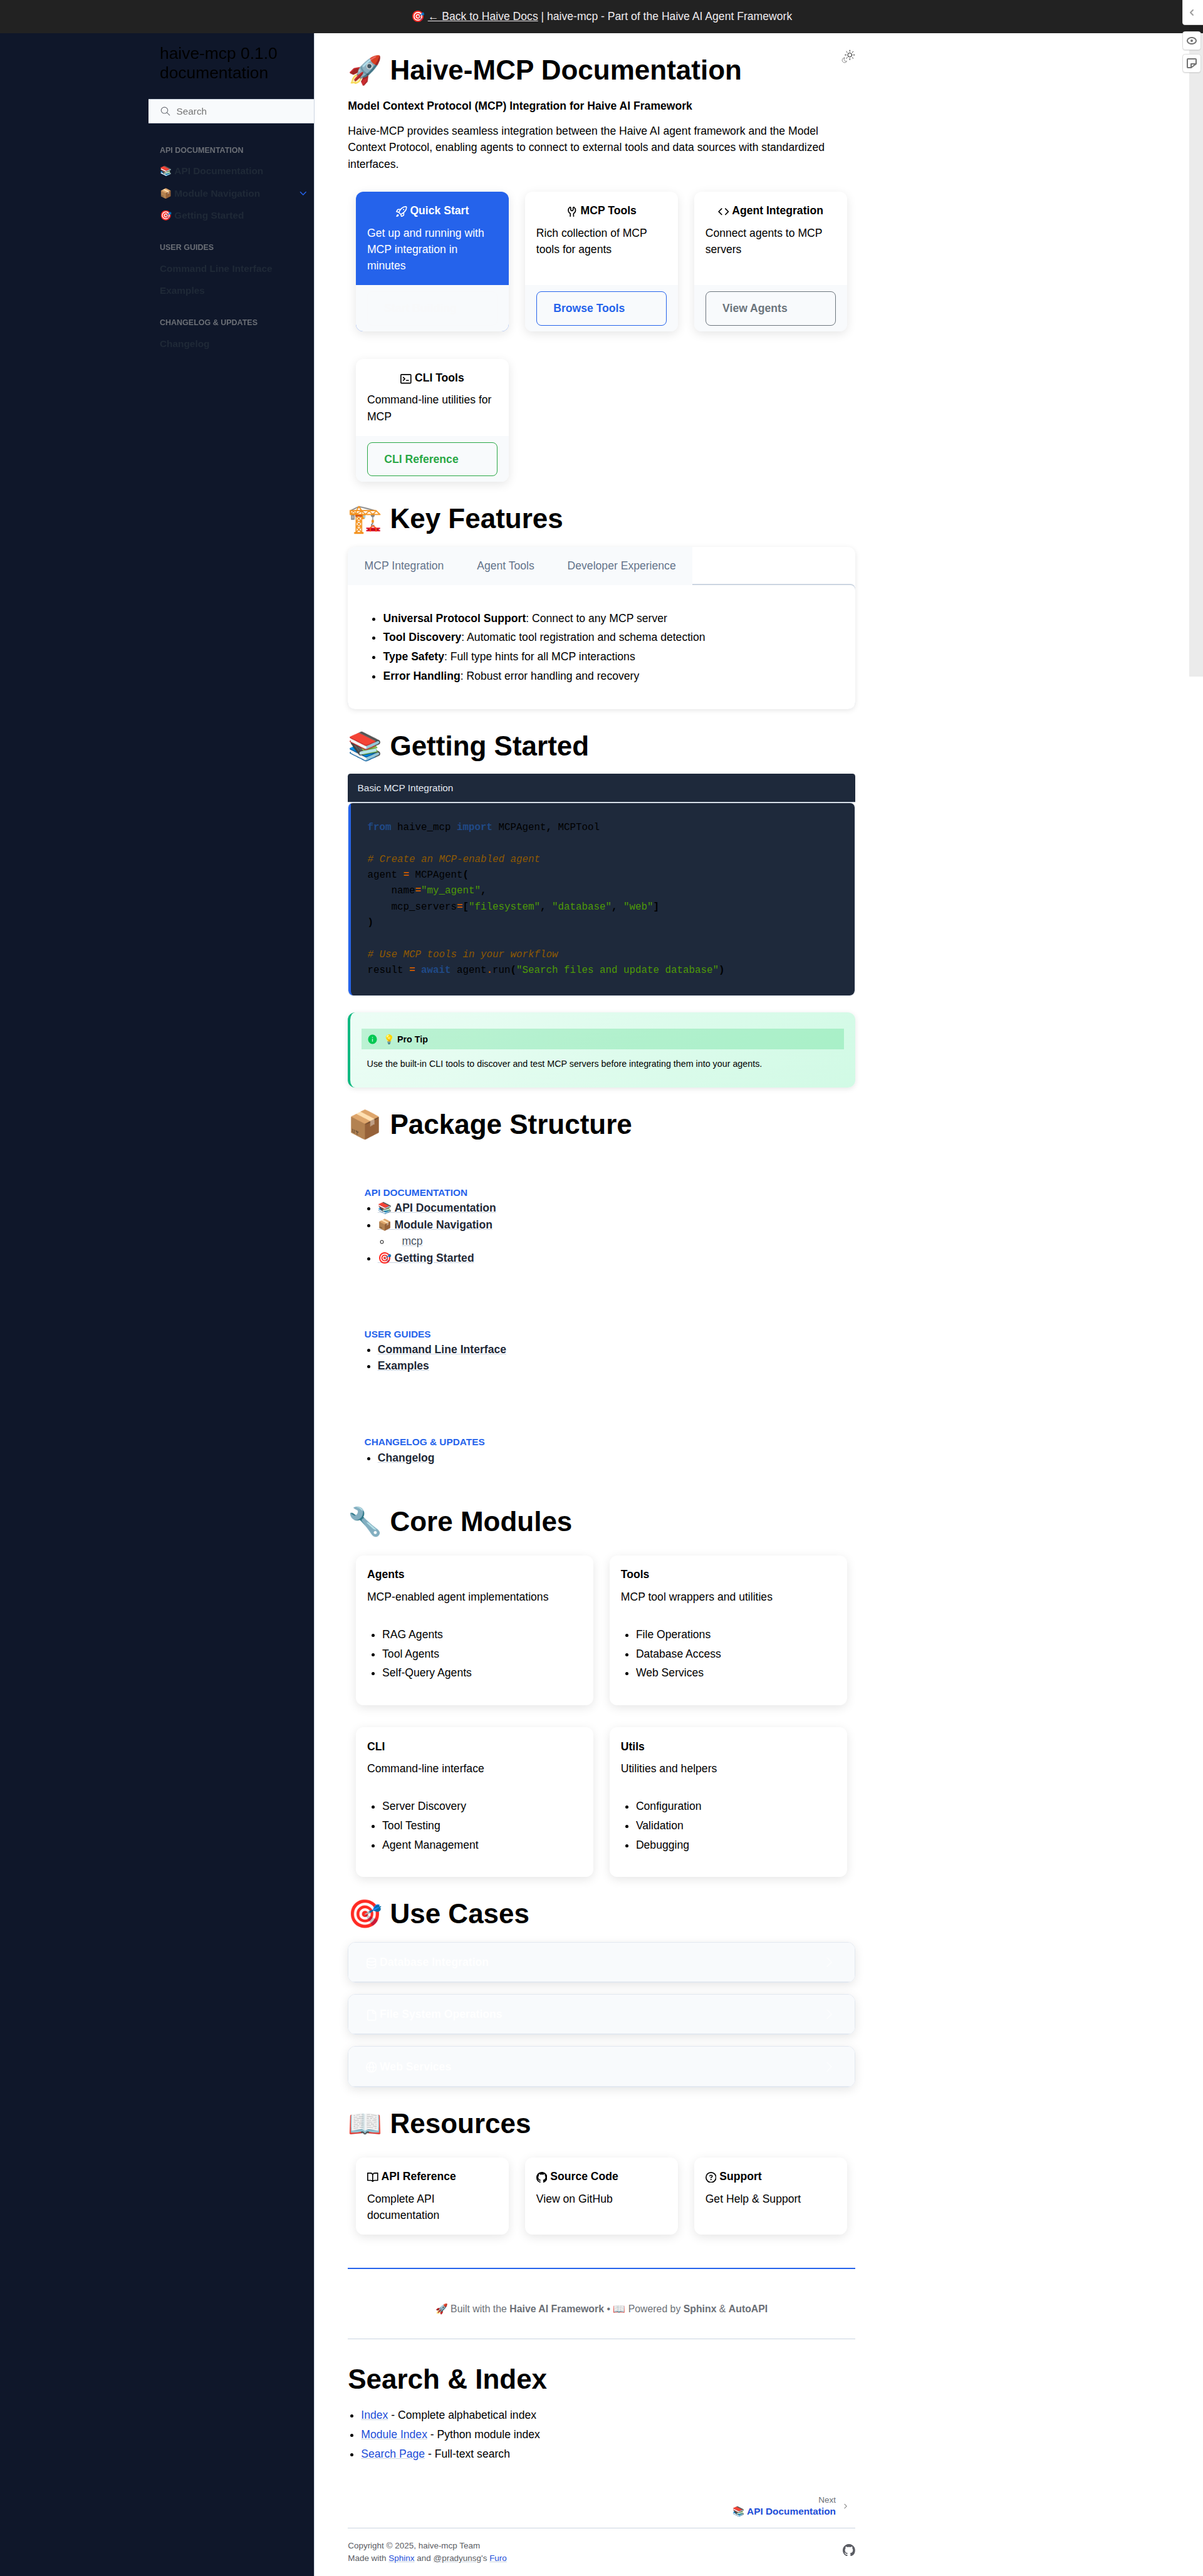 🎯 ← Back to Haive Docs | haive-mcp - Part of the Haive AI Agent Framework
haive-mcp 0.1.0
documentation
Search
API DOCUMENTATION
📚 API Documentation
📦 Module Navigation
🎯 Getting Started
USER GUIDES
Command Line Interface
Examples
CHANGELOG & UPDATES
Changelog
🚀 Haive-MCP Documentation
Model Context Protocol (MCP) Integration for Haive AI Framework
Haive-MCP provides seamless integration between the Haive AI agent framework and the Model
Context Protocol, enabling agents to connect to external tools and data sources with standardized
interfaces.
Quick Start
Get up and running with
MCP integration in
minutes
MCP Tools
Rich collection of MCP
tools for agents
Browse Tools
Agent Integration
Connect agents to MCP
servers
View Agents
CLI Tools
Command-line utilities for
MCP
CLI Reference
🏗️ Key Features
MCP Integration
Agent Tools
Developer Experience
• Universal Protocol Support: Connect to any MCP server
• Tool Discovery: Automatic tool registration and schema detection
• Type Safety: Full type hints for all MCP interactions
• Error Handling: Robust error handling and recovery
📚 Getting Started
Basic MCP Integration
from haive_mcp import MCPAgent, MCPTool
# Create an MCP-enabled agent
agent = MCPAgent(
    name="my_agent",
    mcp_servers=["filesystem", "database", "web"]
)
# Use MCP tools in your workflow
result = await agent.run("Search files and update database")
💡 Pro Tip
Use the built-in CLI tools to discover and test MCP servers before integrating them into your agents.
📦 Package Structure
API DOCUMENTATION
• 📚 API Documentation
• 📦 Module Navigation
◦ mcp
• 🎯 Getting Started
USER GUIDES
• Command Line Interface
• Examples
CHANGELOG & UPDATES
• Changelog
🔧 Core Modules
Agents
MCP-enabled agent implementations
• RAG Agents
• Tool Agents
• Self-Query Agents
Tools
MCP tool wrappers and utilities
• File Operations
• Database Access
• Web Services
CLI
Command-line interface
• Server Discovery
• Tool Testing
• Agent Management
Utils
Utilities and helpers
• Configuration
• Validation
• Debugging
🎯 Use Cases
📖 Resources
API Reference
Complete API
documentation
Source Code
View on GitHub
Support
Get Help & Support
🚀 Built with the Haive AI Framework • 📖 Powered by Sphinx & AutoAPI
Search & Index
• Index - Complete alphabetical index
• Module Index - Python module index
• Search Page - Full-text search
Next
📚 API Documentation
Copyright © 2025, haive-mcp Team
Made with Sphinx and @pradyunsg's Furo